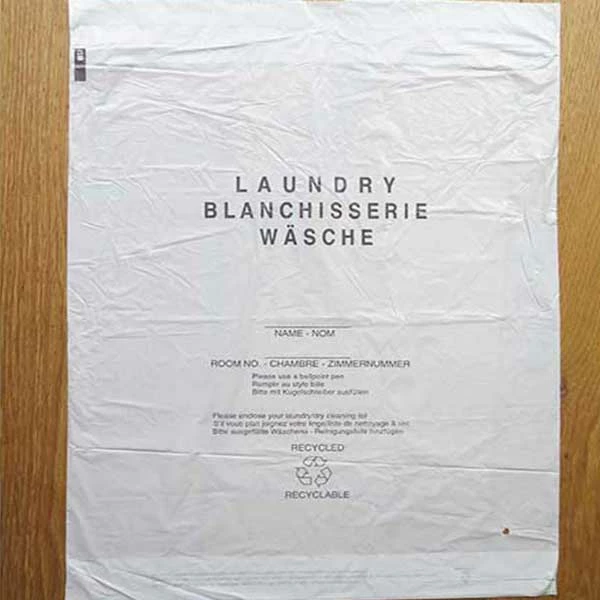 LAUNDRY
BLANCHISSERIE
WÄSCHE
NAME - NOM
ROOM NO. - CHAMBRE - ZIMMERNUMMER
Please use a ballpoint pen
Remplir au stylo bille
Bitte mit Kugelschreiber ausfüllen
Please enclose your laundry/dry cleaning list
S'il vous plait joignez votre linge/liste de nettoyage à sec
Bitte ausgefüllte Wäscherei - Reinigungsliste hinzufügen
RECYCLED
RECYCLABLE